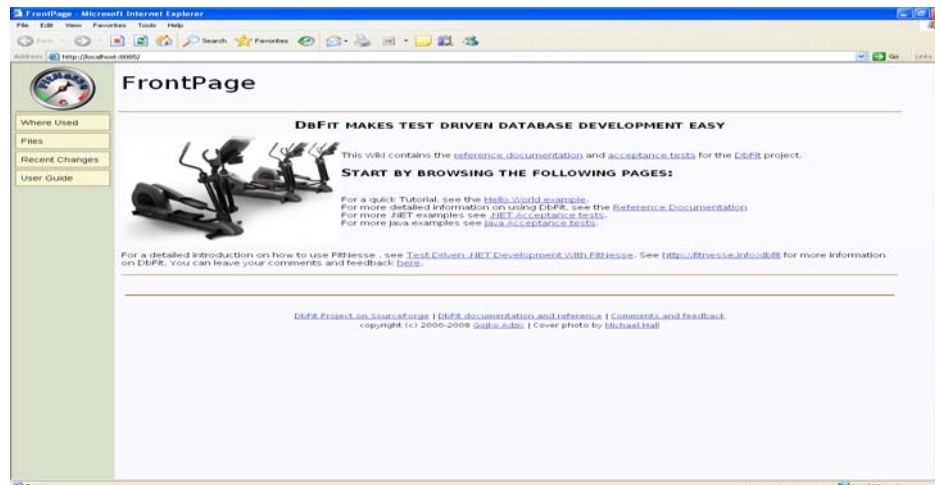 FrontPage - Microsoft Internet Explorer
File Edit View Favorites Tools Help
Back Search Favorites
Address http://localhost:8085/ Go Links
FITNESSE
FrontPage
Where Used
Files
Recent Changes
User Guide
DBFIT MAKES TEST DRIVEN DATABASE DEVELOPMENT EASY
This Wiki contains the reference documentation and acceptance tests for the DbFit project.
START BY BROWSING THE FOLLOWING PAGES:
For a quick Tutorial, see the Hello World example.
For more detailed information on using DbFit, see the Reference Documentation
For more .NET examples see .NET Acceptance tests.
For more java examples see Java Acceptance tests.
For a detailed introduction on how to use FitNesse , see Test Driven .NET Development With FitNesse. See http://fitnesse.info/dbfit for more information
on DbFit. You can leave your comments and feedback here.
DbFit Project on SourceForge | DbFit documentation and reference | Comments and feedback
copyright (c) 2006-2008 Gojko Adzic | Cover photo by Michael Hall